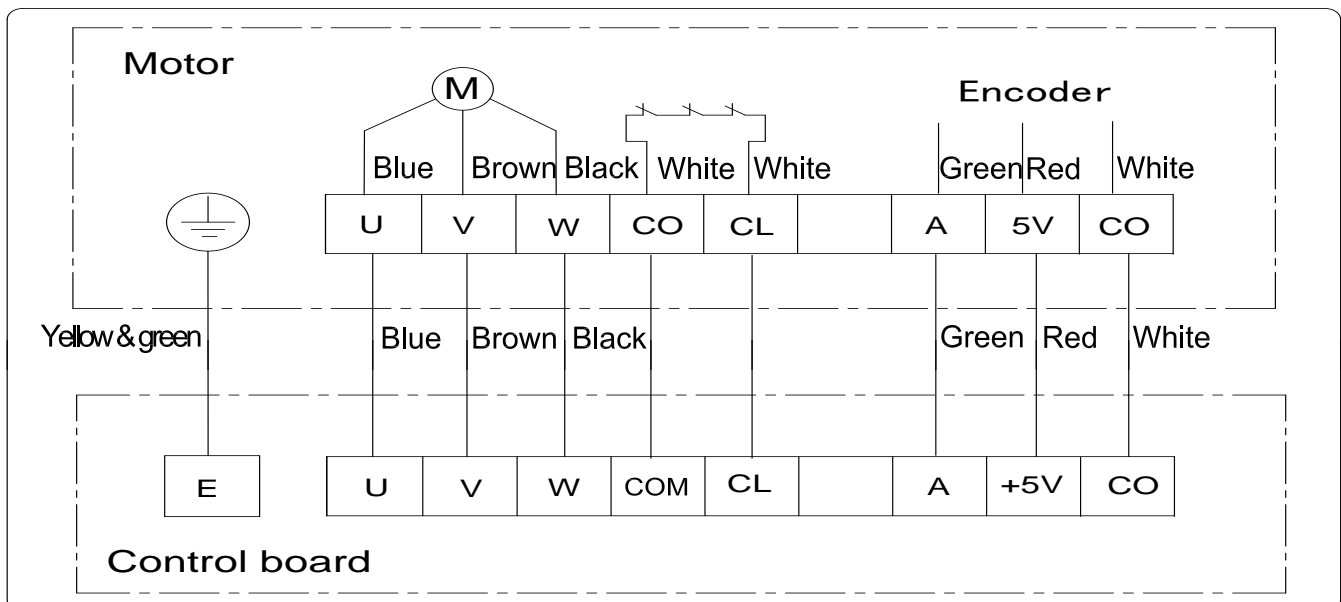 Motor
M
Encoder
Blue Brown Black White White Green Red White
U V W CO CL A 5V CO
Yellow & green Blue Brown Black Green Red White
E U V W COM CL A +5V CO
Control board